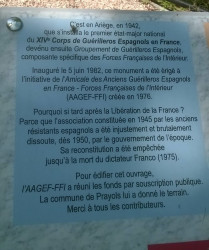 C'est en Ariège, en 1942,
que s'installa le premier état-major national
du XIVe Corps de Guérilleros Espagnols en France,
devenu ensuite Groupement de Guérilleros Espagnols,
composante spécifique des Forces Françaises de l'Intérieur.
Inauguré le 5 juin 1982, ce monument a été érigé à
l'initiative de l'Amicale des Anciens Guérilleros Espagnols
en France - Forces Françaises de l'Intérieur
(AAGEF-FFI) créée en 1976.
Pourquoi si tard après la Libération de la France ?
Parce que l'association constituée en 1945 par les anciens
résistants espagnols a été injustement et brutalement
dissoute, dès 1950, par le gouvernement de l'époque.
Sa reconstitution a été empêchée
jusqu'à la mort du dictateur Franco (1975).
Pour édifier cet ouvrage,
l'AAGEF-FFI a réuni les fonds par souscription publique.
La commune de Prayols lui a donné le terrain.
Merci à tous les contributeurs.